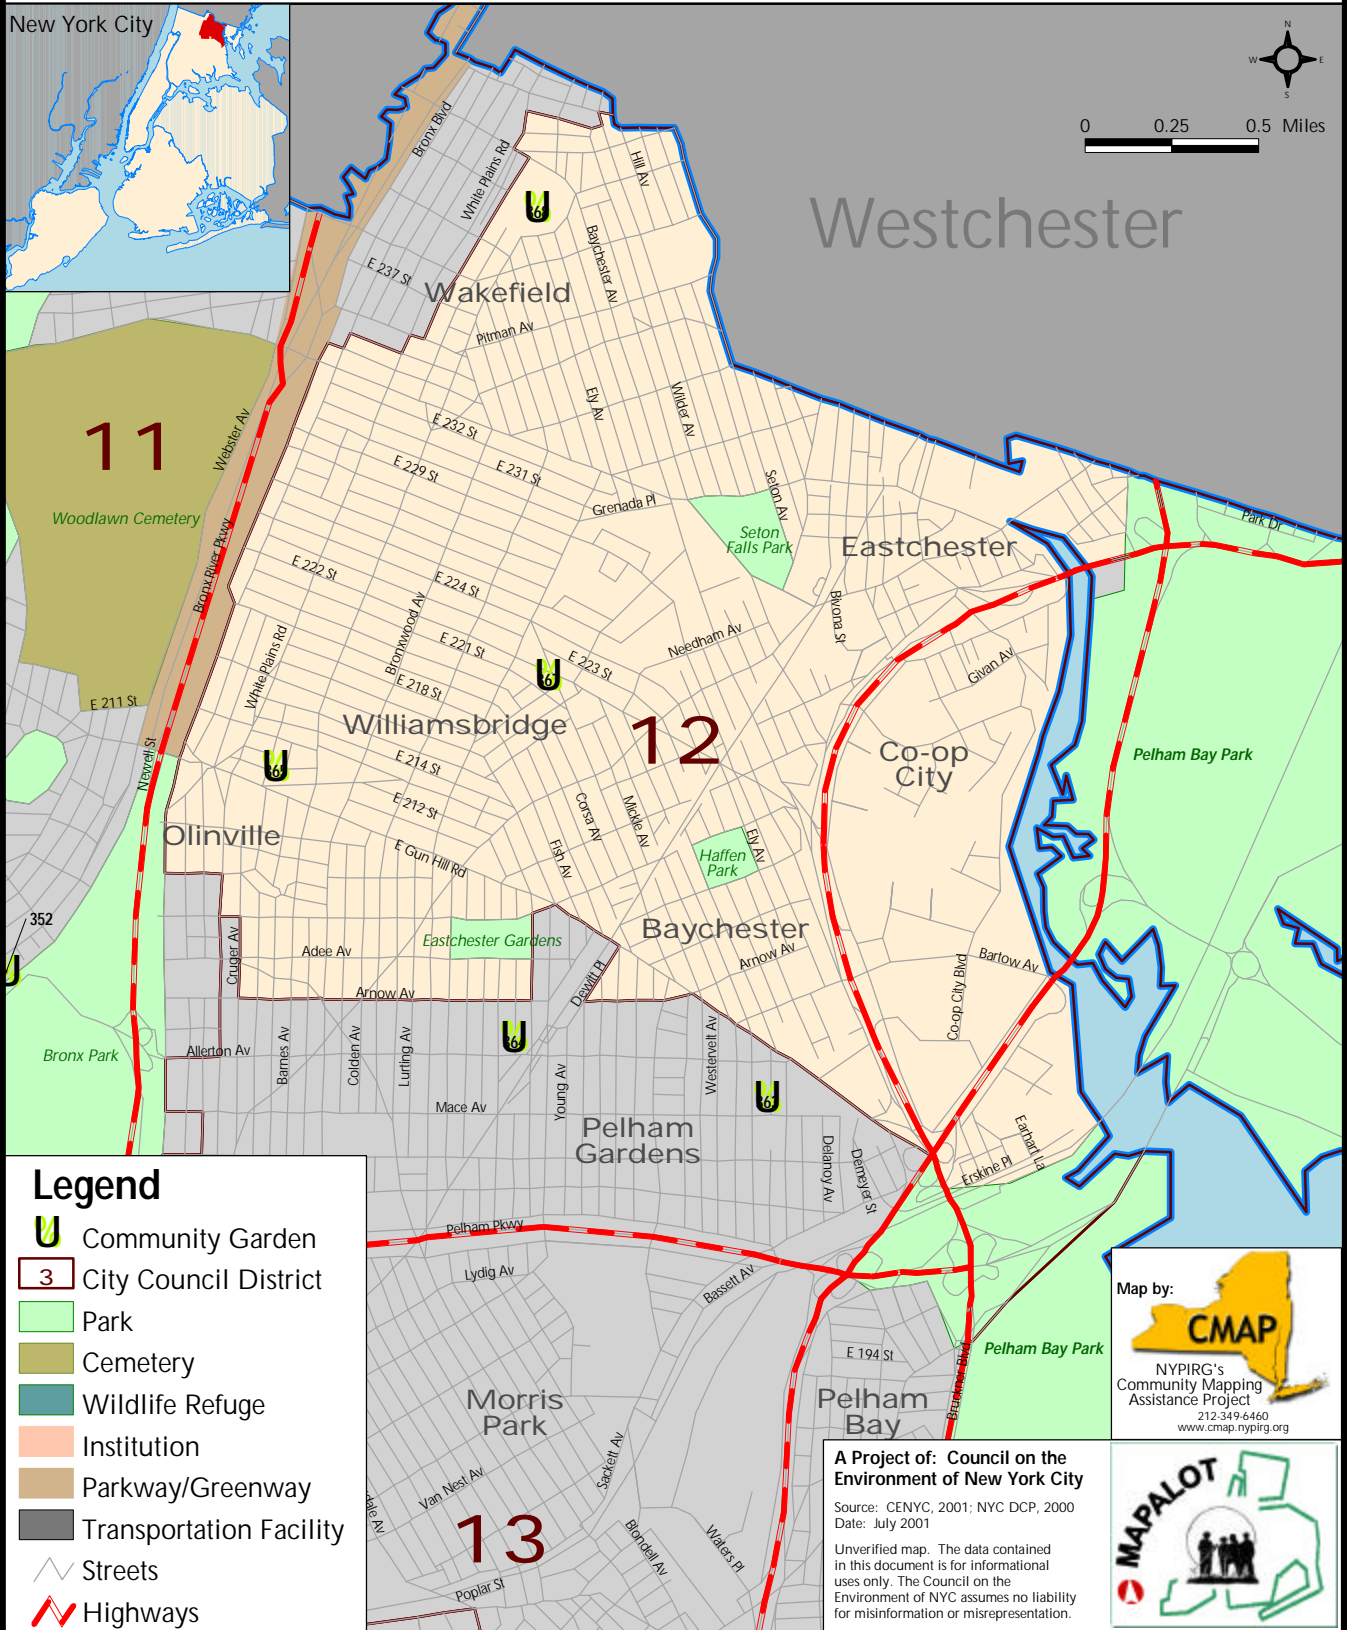 New York City
N
W
E
S
0 0.25 0.5 Miles
Westchester
Bronx Blvd
White Plains Rd
Hill Av
Baychester Av
E 237 St
Wakefield
Pitman Av
Ely Av
Wilder Av
11
Webster Av
Woodlawn Cemetery
Bronx River Pkwy
E 232 St
E 229 St
E 231 St
Grenada Pl
Seton Av
Seton
Falls Park
Eastchester
Park Dr
E 222 St
E 224 St
Bronxwood Av
Bivona St
White Plains Rd
E 221 St
E 223 St
Needham Av
Givan Av
E 218 St
E 211 St
Williamsbridge
12
Co-op
City
Pelham Bay Park
Newell St
E 214 St
E 212 St
Corsa Av
Mickle Av
Olinville
E Gun Hill Rd
Fish Av
Haffen
Park
Ely Av
352
Cruger Av
Adee Av
Eastchester Gardens
Baychester
Arnow Av
Bartow Av
Co-op City Blvd
Dewitt Pl
Arnow Av
Bronx Park
Allerton Av
Barnes Av
Colden Av
Lurting Av
Young Av
Westervelt Av
Mace Av
Pelham
Gardens
Delanoy Av
Demeyer St
Erskine Pl
Earhart La
Pelham Pkwy
Lydig Av
Bassett Av
E 194 St
Bruckner Blvd
Pelham Bay Park
Morris
Park
Pelham
Bay
Van Nest Av
Sackett Av
13
Blondell Av
Waters Pl
Poplar St
Legend
Community Garden
3 City Council District
Park
Cemetery
Wildlife Refuge
Institution
Parkway/Greenway
Transportation Facility
Streets
Highways
Map by:
CMAP
NYPIRG's
Community Mapping
Assistance Project
212-349-6460
www.cmap.nypirg.org
A Project of: Council on the
Environment of New York City
Source: CENYC, 2001; NYC DCP, 2000
Date: July 2001
Unverified map. The data contained
in this document is for informational
uses only. The Council on the
Environment of NYC assumes no liability
for misinformation or misrepresentation.
MAPALOT